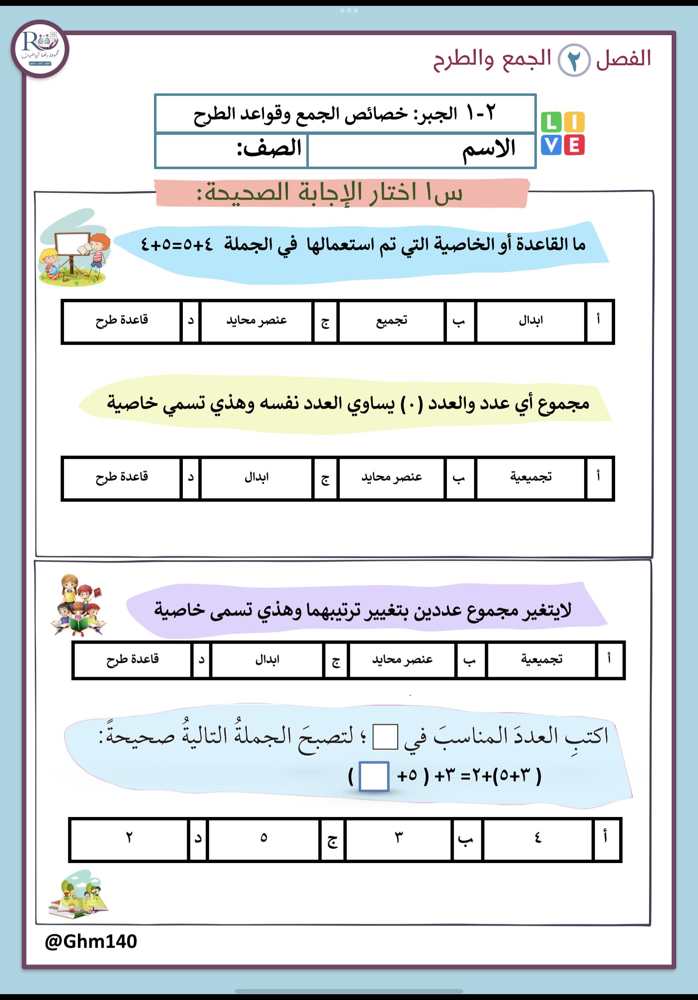 الفصل ٢ الجمع والطرح
R
مجموعة رفعة الرياضيات
تطوير - إنتاج - توثيق
٢-١ الجبر: خصائص الجمع وقواعد الطرح
الاسم
الصف:
LIVE
س١ اختار الإجابة الصحيحة:
ما القاعدة أو الخاصية التي تم استعمالها في الجملة ٤+٥=٥+٤
أ ابدال ب تجميع ج عنصر محايد د قاعدة طرح
مجموع أي عدد والعدد (٠) يساوي العدد نفسه وهذي تسمي خاصية
أ تجميعية ب عنصر محايد ج ابدال د قاعدة طرح
لايتغير مجموع عددين بتغيير ترتيبهما وهذي تسمى خاصية
أ تجميعية ب عنصر محايد ج ابدال د قاعدة طرح
اكتبِ العددَ المناسبَ في □ ؛ لتصبحَ الجملةُ التاليةُ صحيحةً:
( ٣+٥)+٢= ٣+ ( ٥+ □ )
أ ٤ ب ٣ ج ٥ د ٢
@Ghm140